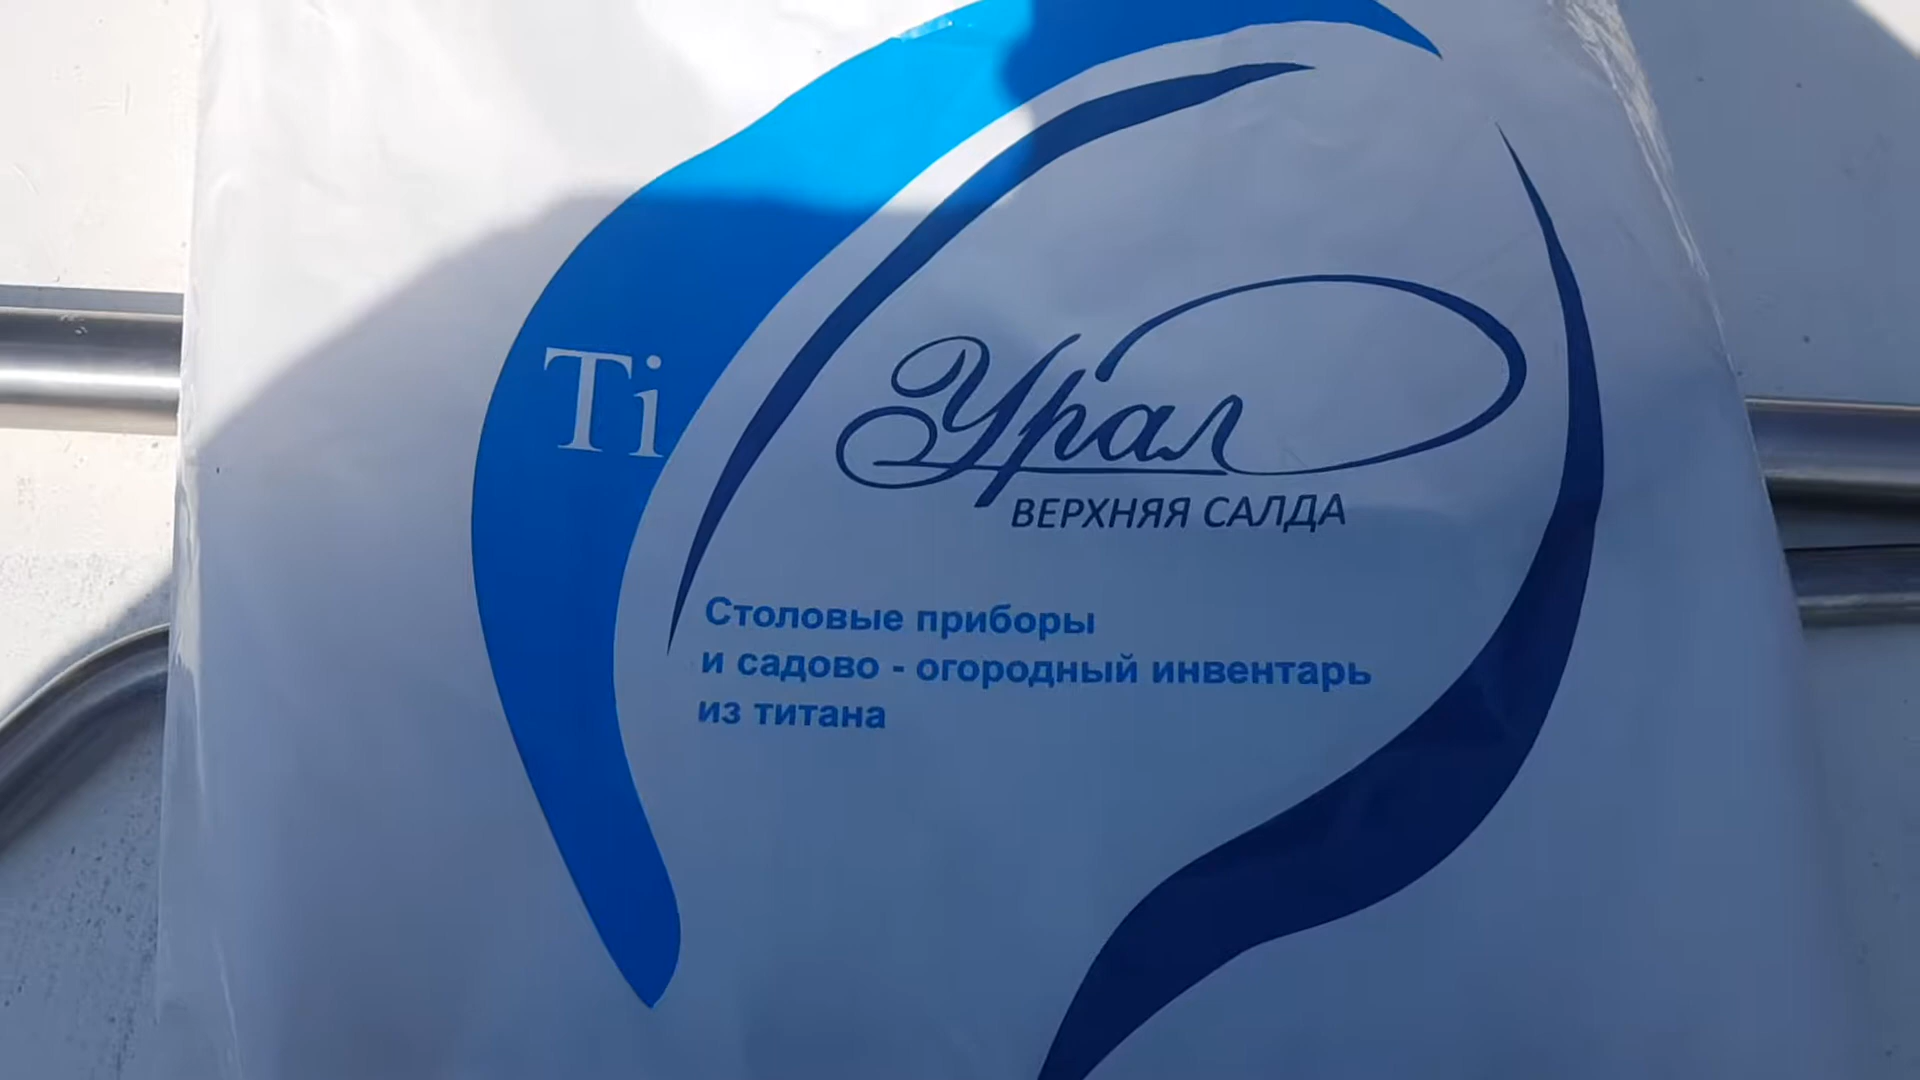 Ti
Урал
ВЕРХНЯЯ САЛДА
Столовые приборы
и садово - огородный инвентарь
из титана